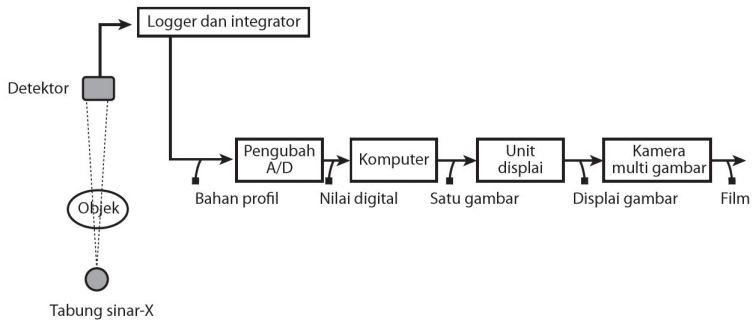 Logger dan integrator
Detektor
Pengubah
A/D
Komputer
Unit
displai
Kamera
multi gambar
Bahan profil
Nilai digital
Satu gambar
Displai gambar
Film
Objek
Tabung sinar-X